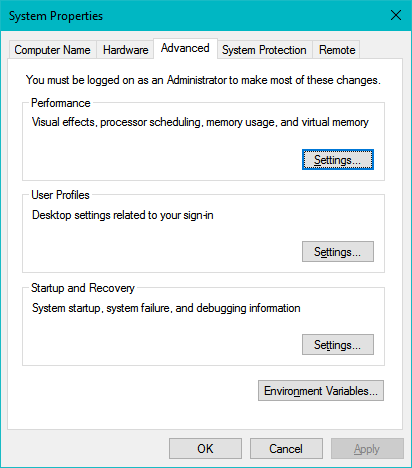 System Properties
Computer Name Hardware Advanced System Protection Remote
You must be logged on as an Administrator to make most of these changes.
Performance
Visual effects, processor scheduling, memory usage, and virtual memory
Settings...
User Profiles
Desktop settings related to your sign-in
Settings...
Startup and Recovery
System startup, system failure, and debugging information
Settings...
Environment Variables...
OK Cancel Apply